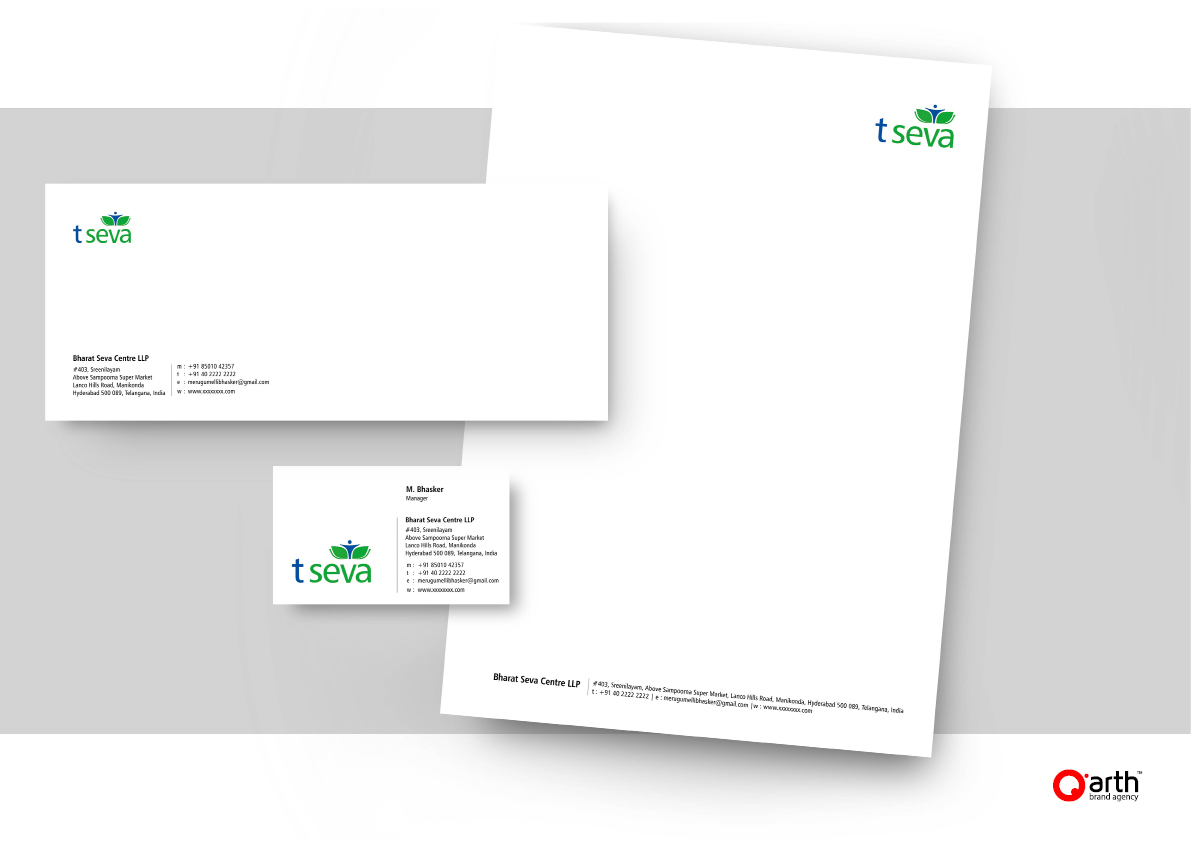 t seva
t seva
Bharat Seva Centre LLP
#403, Sreenilayam
Above Sampoorna Super Market
Lanco Hills Road, Manikonda
Hyderabad 500 089, Telangana, India
m : +91 85010 42357
t : +91 40 2222 2222
e : merugumellibhasker@gmail.com
w : www.xxxxxxx.com
M. Bhasker
Manager
Bharat Seva Centre LLP
#403, Sreenilayam
Above Sampoorna Super Market
Lanco Hills Road, Manikonda
Hyderabad 500 089, Telangana, India
m : +91 85010 42357
t : +91 40 2222 2222
e : merugumellibhasker@gmail.com
w : www.xxxxxxx.com
t seva
Bharat Seva Centre LLP
#403, Sreenilayam, Above Sampoorna Super Market, Lanco Hills Road, Manikonda, Hyderabad 500 089, Telangana, India
t : +91 40 2222 2222 | e : merugumellibhasker@gmail.com | w : www.xxxxxxx.com
Q'arth™
brand agency